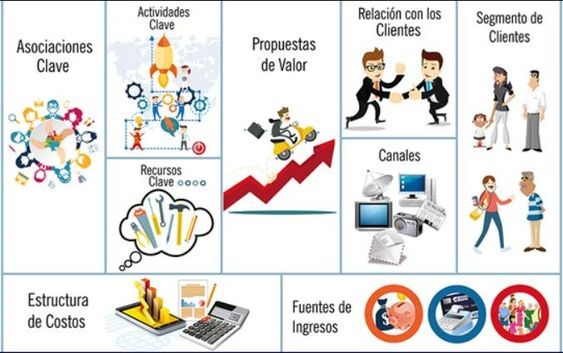 Asociaciones
Clave
Actividades
Clave
Recursos
Clave
Propuestas
de Valor
Relación con los
Clientes
Canales
Segmento de
Clientes
Estructura
de Costos
Fuentes de
Ingresos